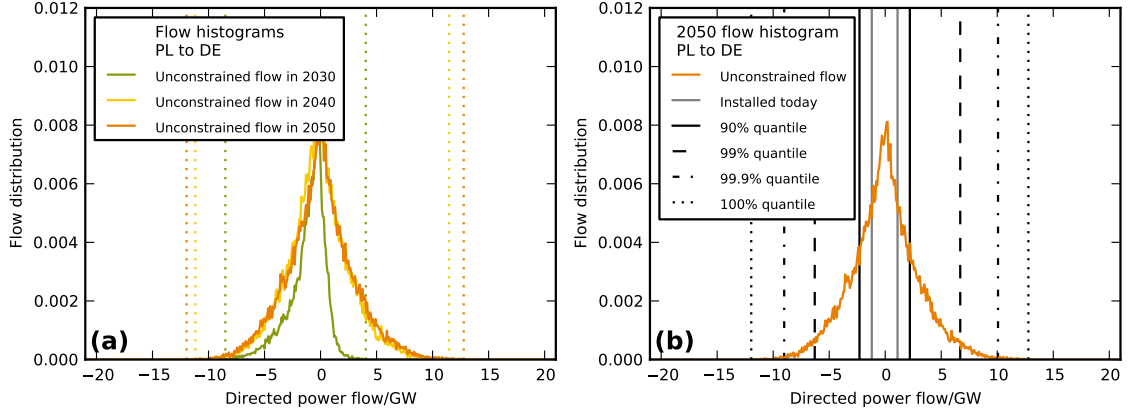 Flow histograms
PL to DE
Unconstrained flow in 2030
Unconstrained flow in 2040
Unconstrained flow in 2050
0.012
0.010
0.008
0.006
0.004
0.002
0.000
Flow distribution
(a)
−20 −15 −10 −5 0 5 10 15 20
Directed power flow/GW
2050 flow histogram
PL to DE
Unconstrained flow
Installed today
90% quantile
99% quantile
99.9% quantile
100% quantile
0.012
0.010
0.008
0.006
0.004
0.002
0.000
Flow distribution
(b)
−20 −15 −10 −5 0 5 10 15 20
Directed power flow/GW